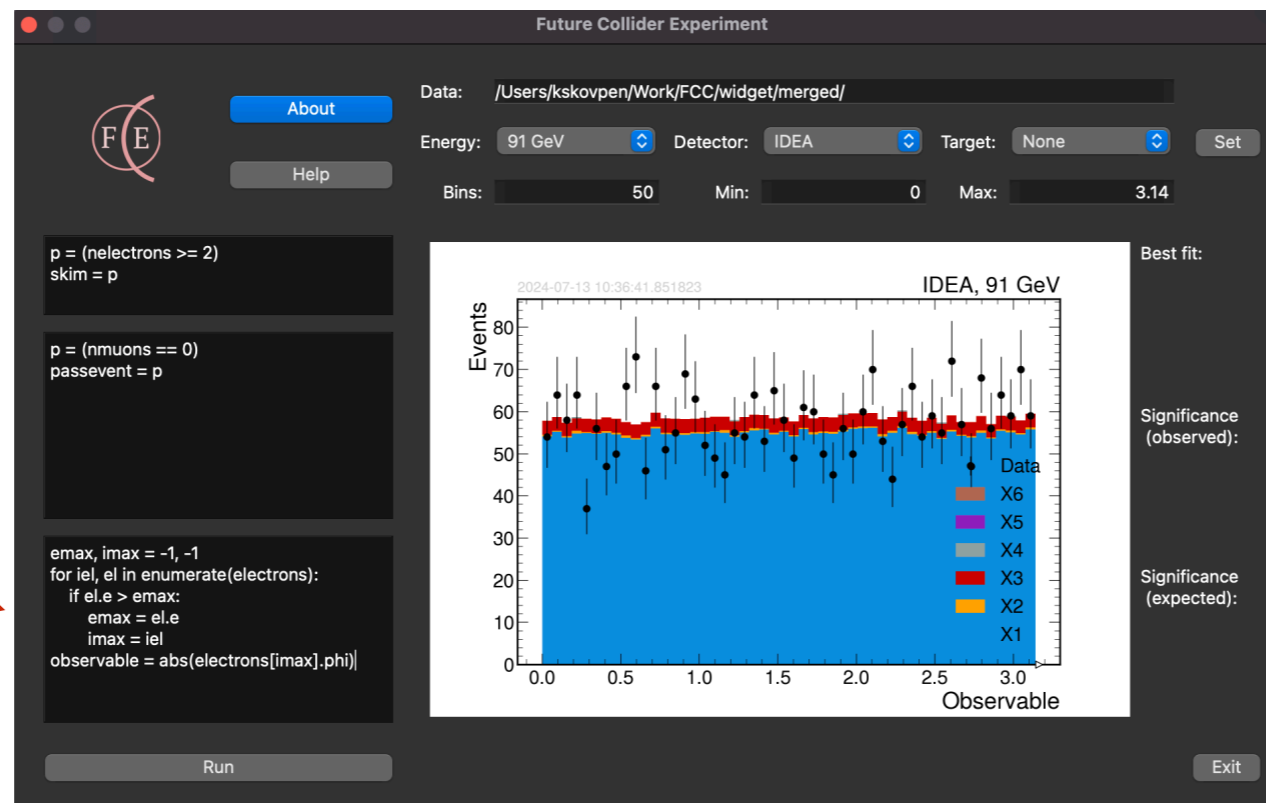 Future Collider Experiment
F E
About
Help
Data: /Users/kskovpen/Work/FCC/widget/merged/
Energy: 91 GeV Detector: IDEA Target: None Set
Bins: 50 Min: 0 Max: 3.14
p = (nelectrons >= 2)
skim = p
p = (nmuons == 0)
passevent = p
emax, imax = -1, -1
for iel, el in enumerate(electrons):
if el.e > emax:
emax = el.e
imax = iel
observable = abs(electrons[imax].phi)
Run
2024-07-13 10:36:41.851823
IDEA, 91 GeV
Events
80
70
60
50
40
30
20
10
0
0.0 0.5 1.0 1.5 2.0 2.5 3.0
Observable
Data
X6
X5
X4
X3
X2
X1
Best fit:
Significance
(observed):
Significance
(expected):
Exit